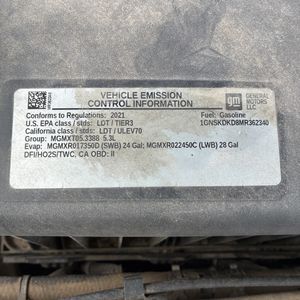 VEHICLE EMISSION
CONTROL INFORMATION
gm
GENERAL
MOTORS
LLC
Conforms to Regulations: 2021
Fuel: Gasoline
U.S. EPA class / stds: LDT / TIER3
1GNSKDKD8MR362340
California class / stds: LDT / ULEV70
Group: MGMXT05.3388 5.3L
Evap: MGMXR017350D (SWB) 24 Gal; MGMXR022450C (LWB) 28 Gal
DFI/HO2S/TWC, CA OBD: II